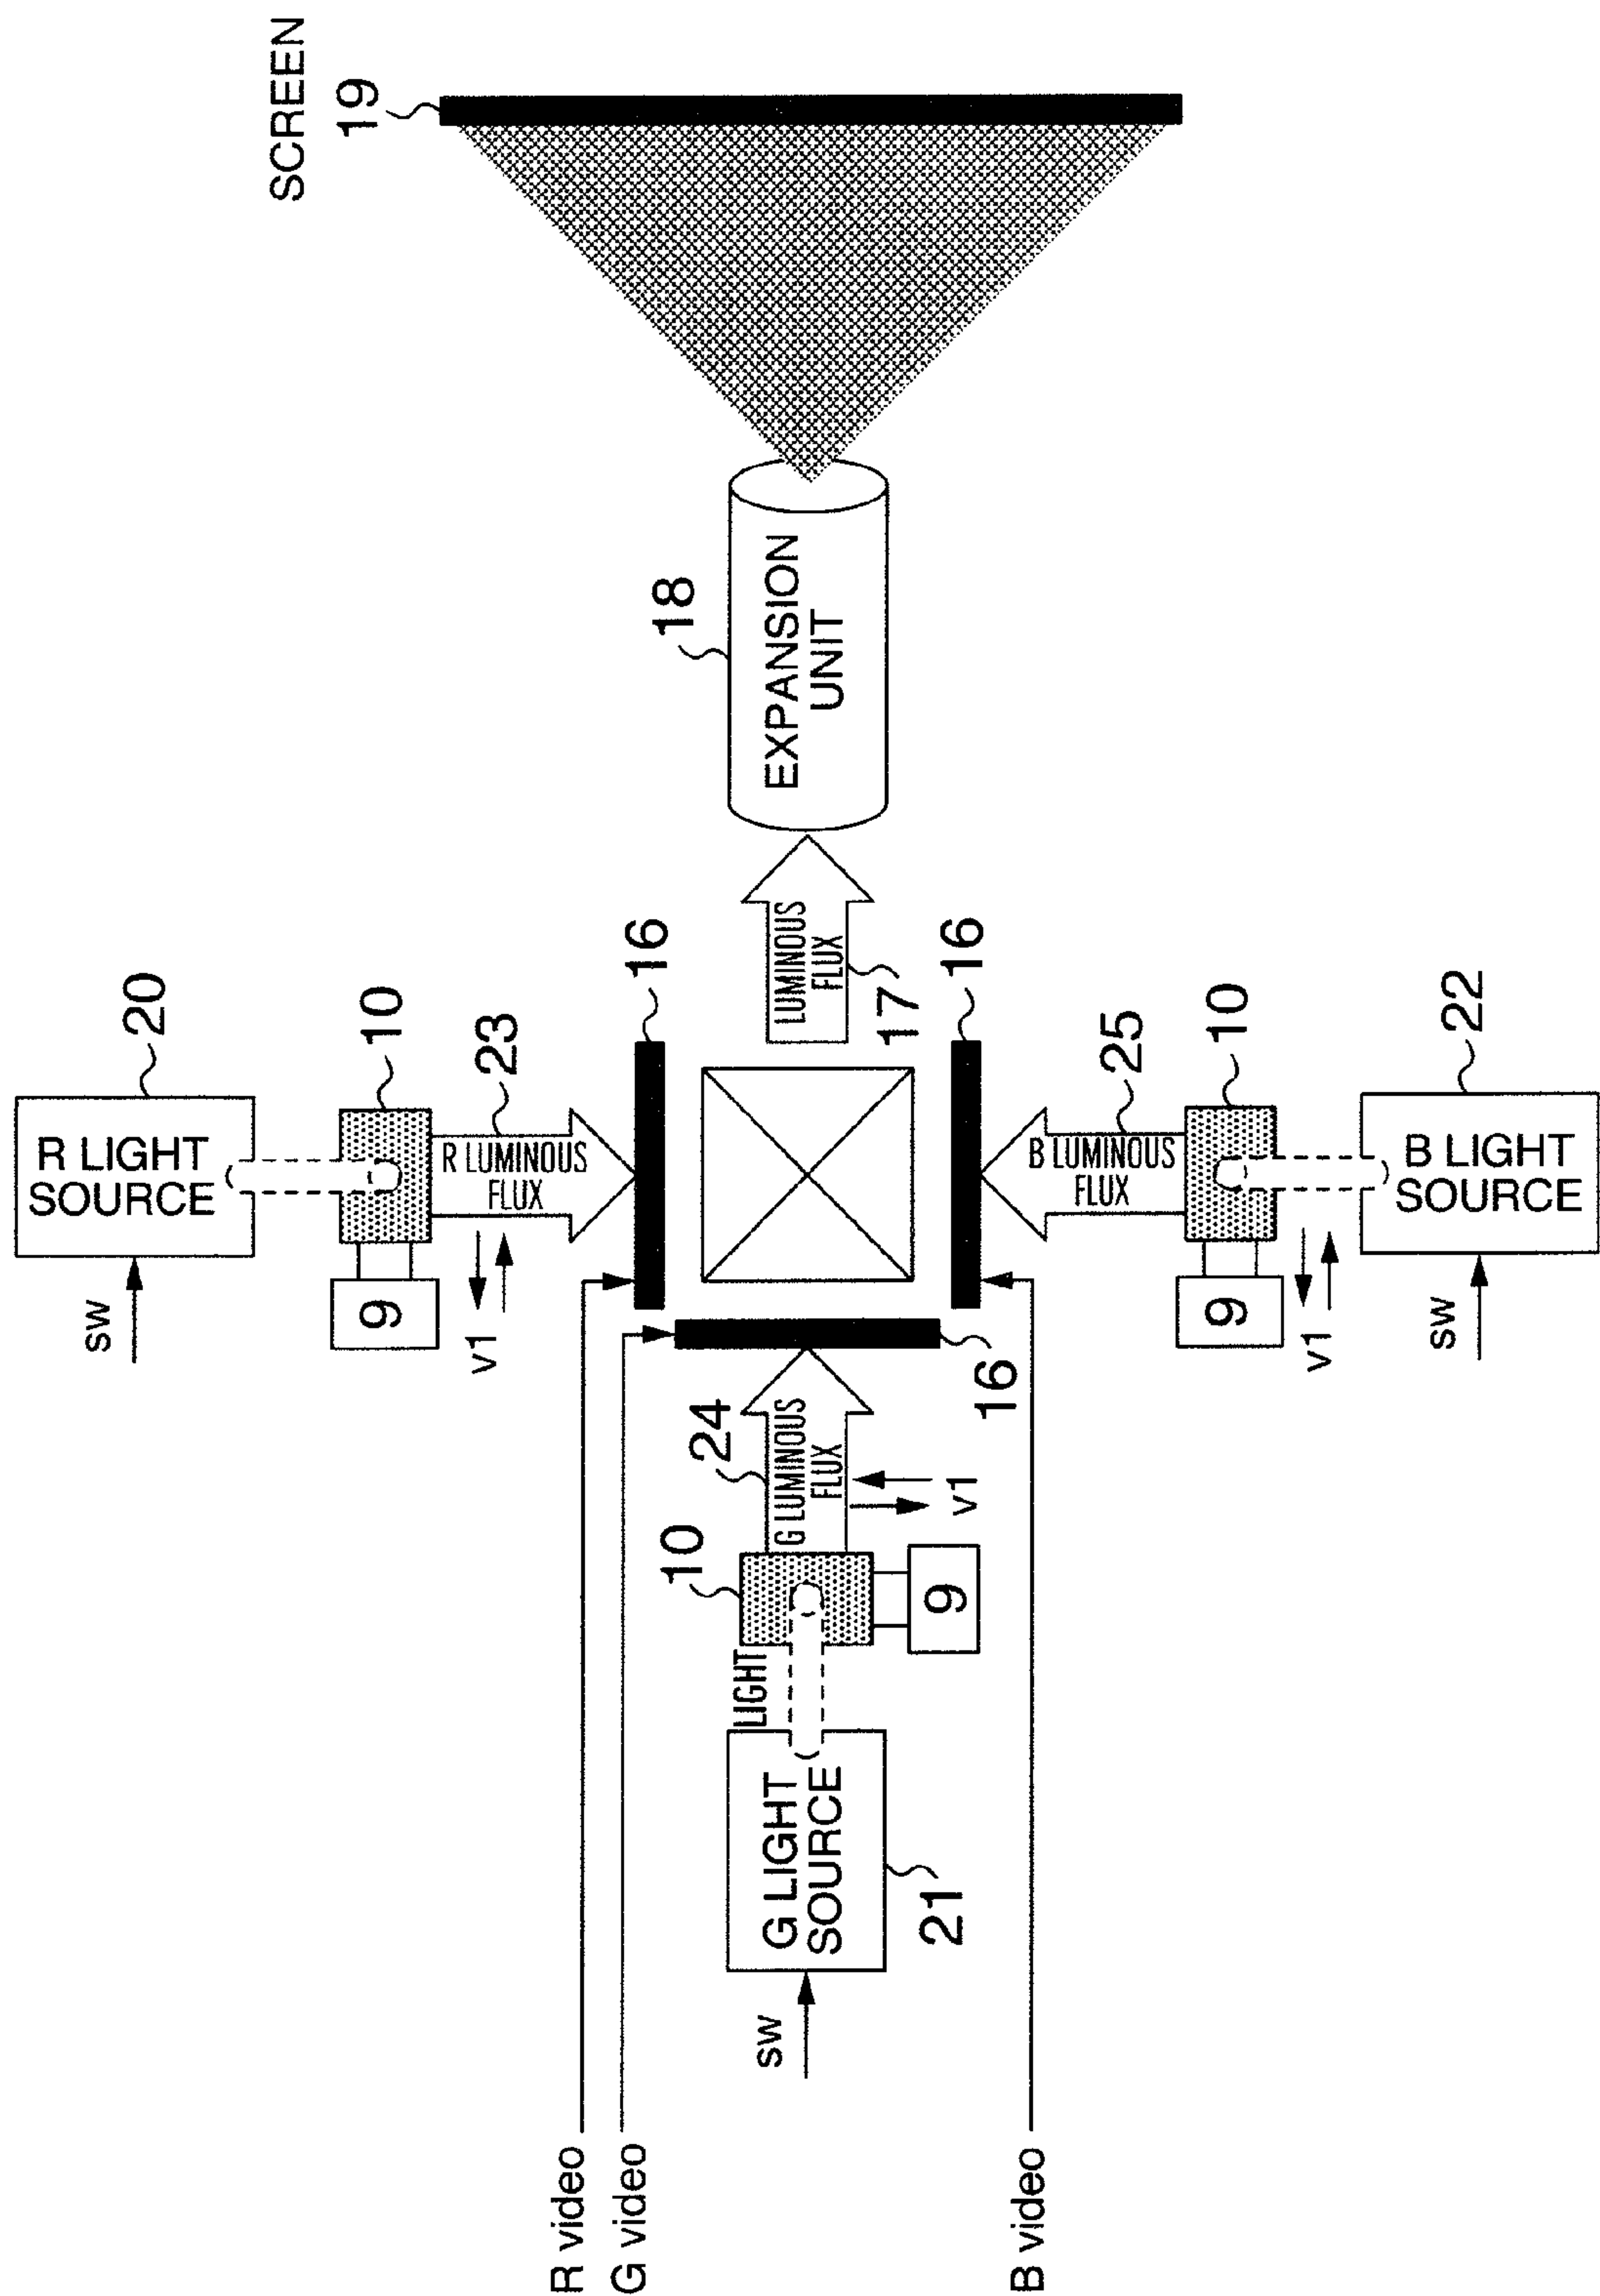 SCREEN
19
18
EXPANSION
UNIT
20
R LIGHT
SOURCE
sw
10
9
23
R LUMINOUS
FLUX
v1
16
LUMINOUS
FLUX
17
16
25
B LUMINOUS
FLUX
10
9
v1
22
B LIGHT
SOURCE
sw
16
24
G LUMINOUS
FLUX
v1
10
9
LIGHT
G LIGHT
SOURCE
21
sw
R video
G video
B video